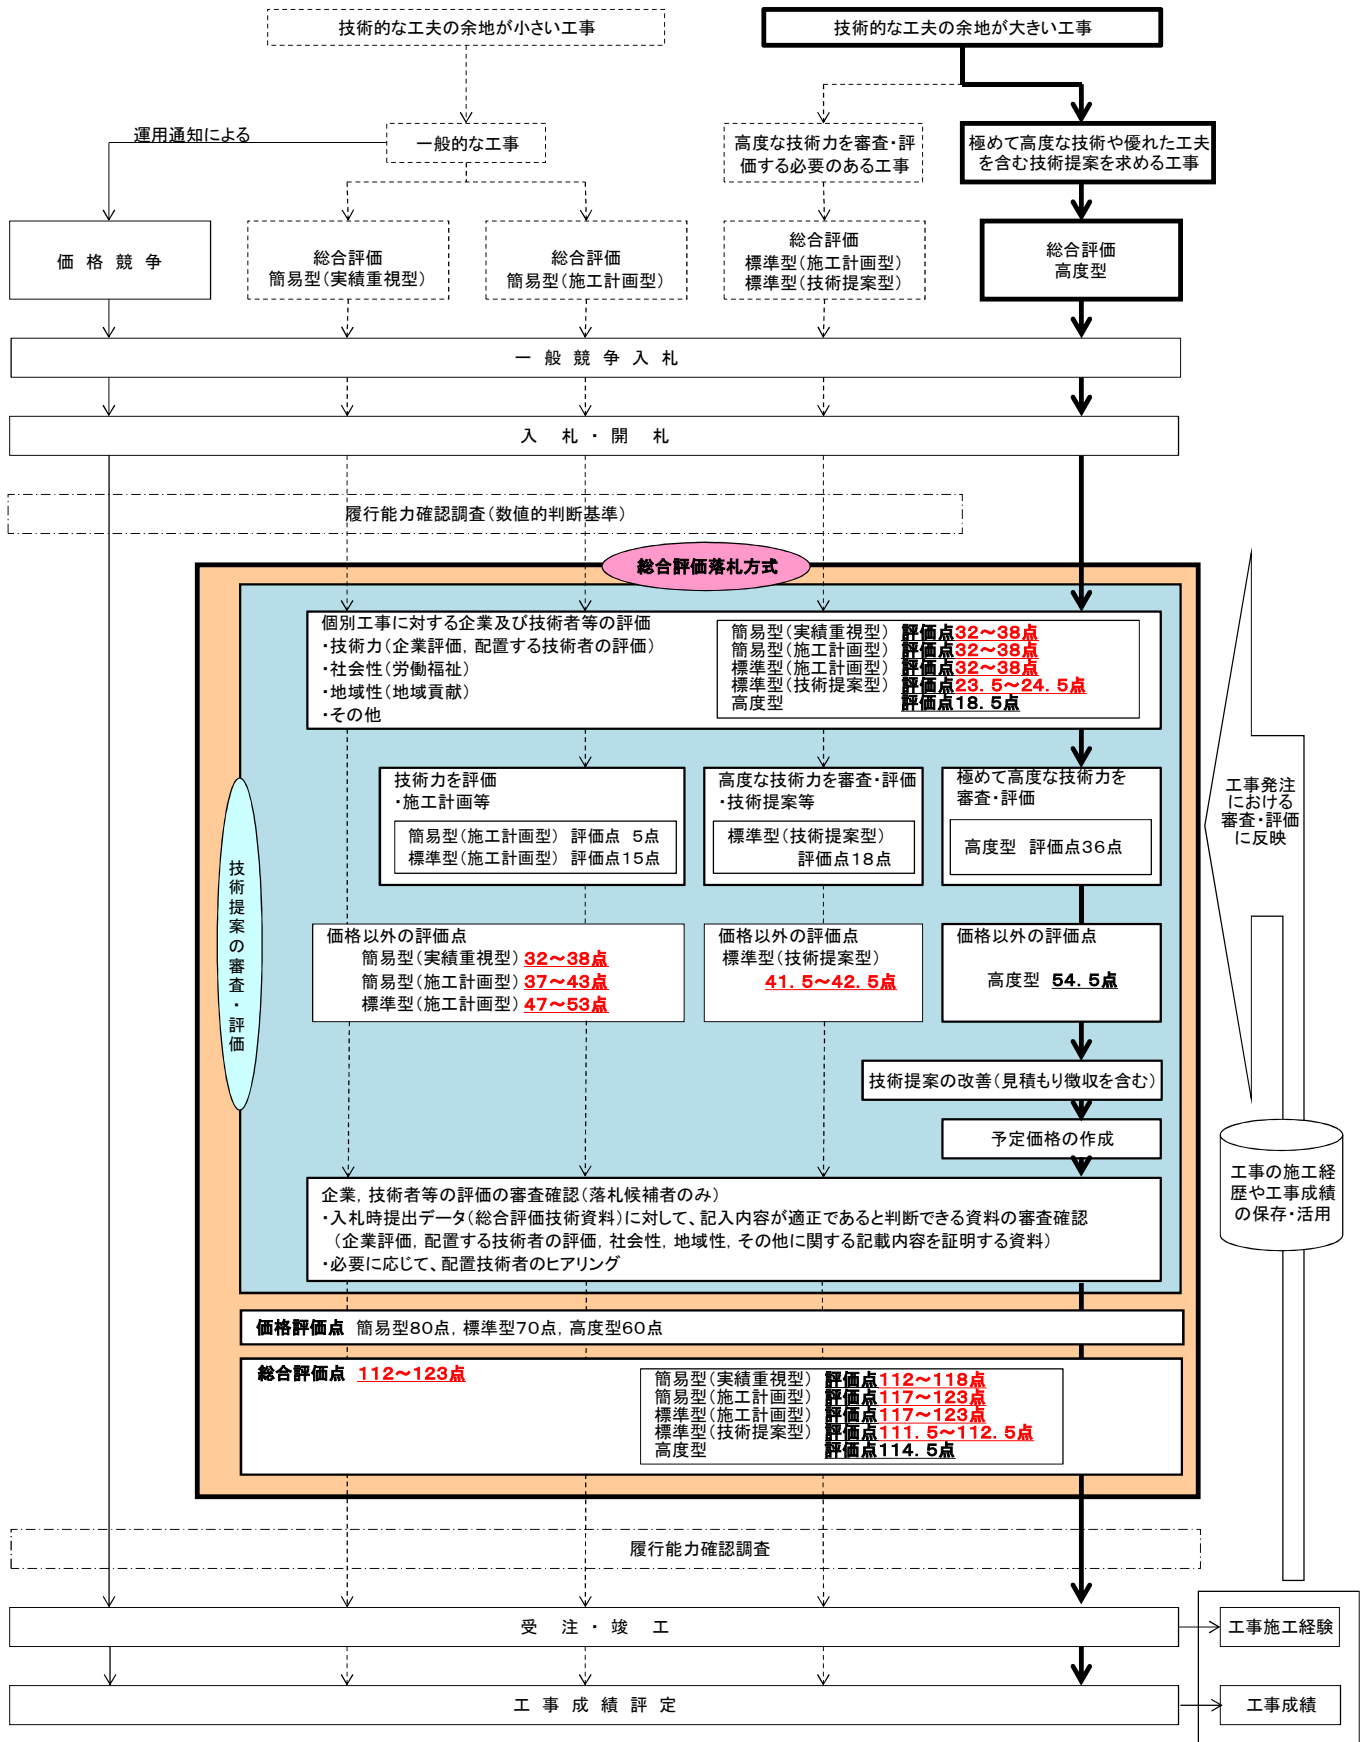 技術的な工夫の余地が小さい工事
技術的な工夫の余地が大きい工事
運用通知による
一般的な工事
高度な技術力を審査・評
価する必要のある工事
極めて高度な技術や優れた工夫
を含む技術提案を求める工事
価 格 競 争
総合評価
簡易型(実績重視型)
総合評価
簡易型(施工計画型)
総合評価
標準型(施工計画型)
標準型(技術提案型)
総合評価
高度型
一 般 競 争 入 札
入 札 ・ 開 札
履行能力確認調査(数値的判断基準)
総合評価落札方式
個別工事に対する企業及び技術者等の評価
・技術力(企業評価, 配置する技術者の評価)
・社会性(労働福祉)
・地域性(地域貢献)
・その他
簡易型(実績重視型) 評価点32～38点
簡易型(施工計画型) 評価点32～38点
標準型(施工計画型) 評価点32～38点
標準型(技術提案型) 評価点23.5～24.5点
高度型 評価点18.5点
技術力を評価
・施工計画等
簡易型(施工計画型) 評価点 5点
標準型(施工計画型) 評価点15点
高度な技術力を審査・評価
・技術提案等
標準型(技術提案型)
評価点18点
極めて高度な技術力を
審査・評価
高度型 評価点36点
工事発注
における
審査・評価
に反映
技術提案の審査・評価
価格以外の評価点
簡易型(実績重視型) 32～38点
簡易型(施工計画型) 37～43点
標準型(施工計画型) 47～53点
価格以外の評価点
標準型(技術提案型)
41.5～42.5点
価格以外の評価点
高度型 54.5点
技術提案の改善(見積もり徴収を含む)
予定価格の作成
工事の施工経
歴や工事成績
の保存・活用
企業, 技術者等の評価の審査確認(落札候補者のみ)
・入札時提出データ(総合評価技術資料)に対して、記入内容が適正であると判断できる資料の審査確認
(企業評価, 配置する技術者の評価, 社会性, 地域性, その他に関する記載内容を証明する資料)
・必要に応じて、配置技術者のヒアリング
価格評価点 簡易型80点, 標準型70点, 高度型60点
総合評価点 112～123点
簡易型(実績重視型) 評価点112～118点
簡易型(施工計画型) 評価点117～123点
標準型(施工計画型) 評価点117～123点
標準型(技術提案型) 評価点111.5～112.5点
高度型 評価点114.5点
履行能力確認調査
受 注 ・ 竣 工
工事施工経験
工 事 成 績 評 定
工事成績